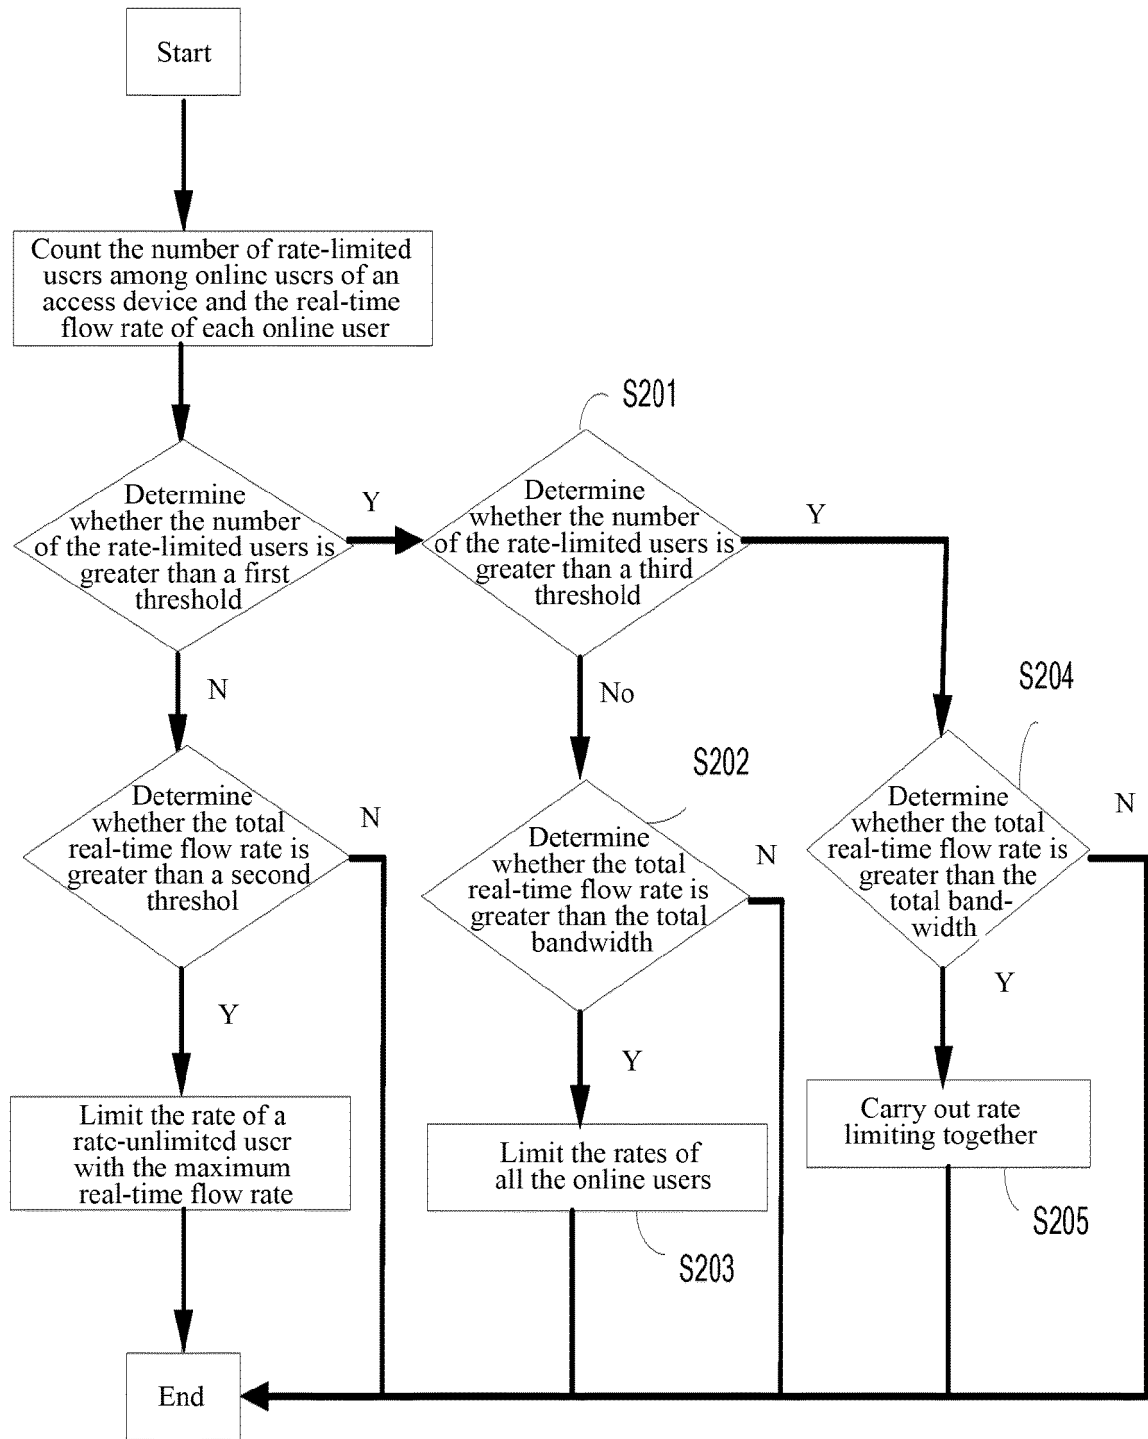 Start
Count the number of rate-limited
users among online users of an
access device and the real-time
flow rate of each online user
S201
Determine
whether the number
of the rate-limited users is
greater than a first
threshold
Y
Determine
whether the number
of the rate-limited users is
greater than a third
threshold
Y
N
No
S204
S202
Determine
whether the total
real-time flow rate is
greater than a second
threshol
N
Determine
whether the total
real-time flow rate is
greater than the total
bandwidth
N
Determine
whether the total
real-time flow rate is
greater than the
total band-
width
N
Y
Y
Y
Limit the rate of a
rate-unlimited user
with the maximum
real-time flow rate
Limit the rates of
all the online users
S203
Carry out rate
limiting together
S205
End